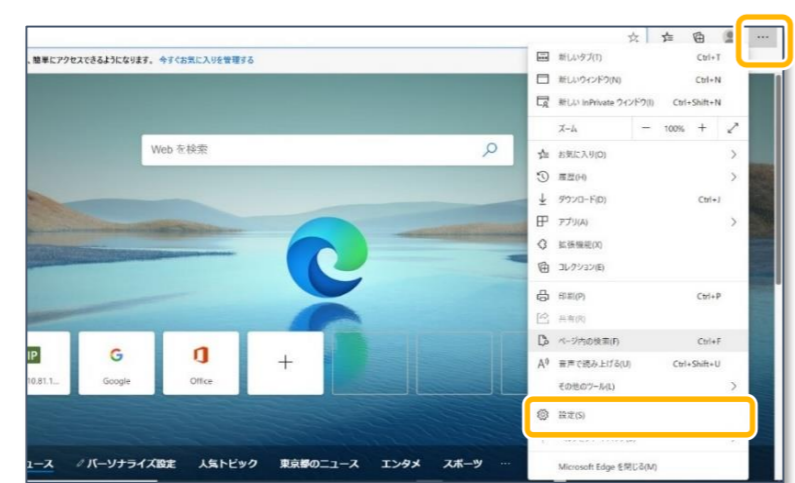 簡単にアクセスできるようになります。 今すぐお気に入りを管理する
新しいタブ(T) Ctrl+T
新しいウィンドウ(N) Ctrl+N
新しい InPrivate ウィンドウ(I) Ctrl+Shift+N
ズーム — 100% +
お気に入り(O)
履歴(H)
ダウンロード(D) Ctrl+J
アプリ(A)
拡張機能(X)
コレクション(E)
印刷(P) Ctrl+P
共有(R)
ページ内の検索(F) Ctrl+F
音声で読み上げる(U) Ctrl+Shift+U
その他のツール(L)
設定(S)
Microsoft Edge を閉じる(M)
Web を検索
IP
G
10.81.1...
Google
Office
ュース パーソナライズ設定 人気トピック 東京都のニュース エンタメ スポーツ ...